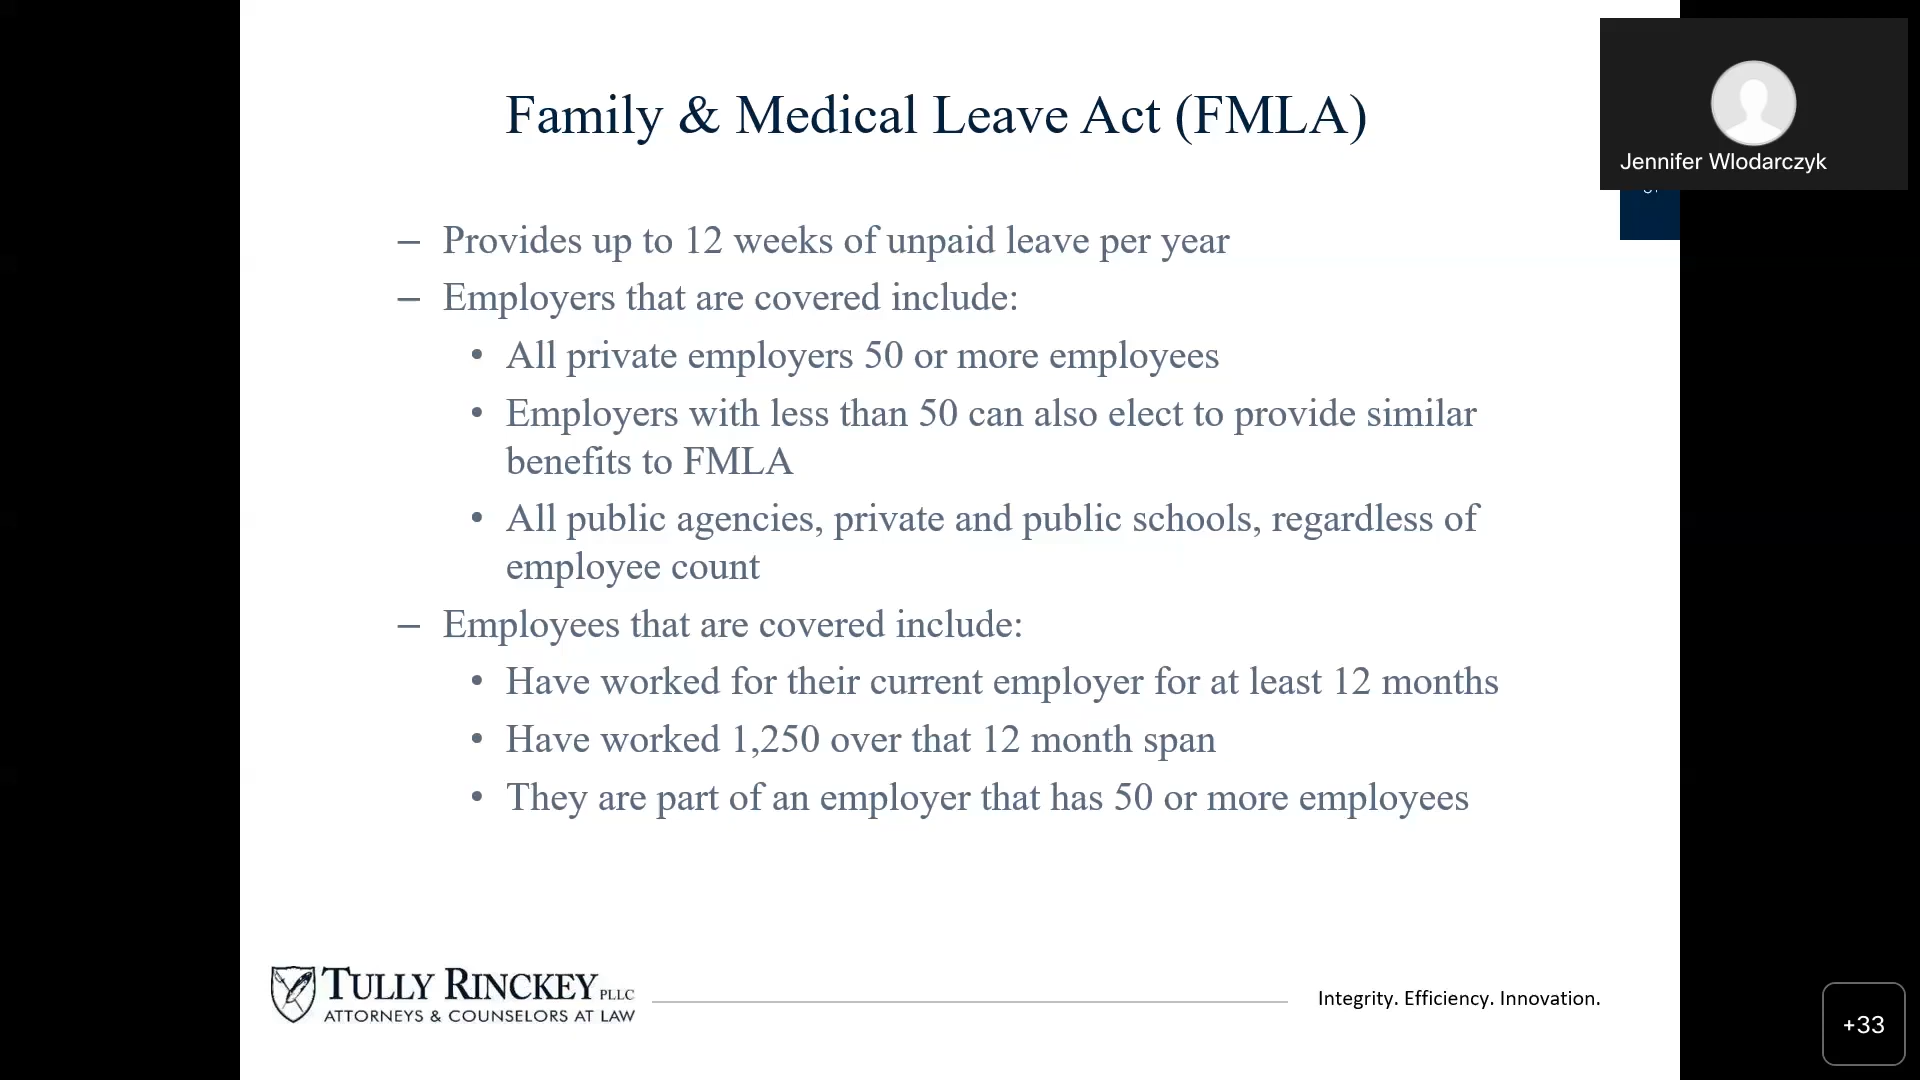 Family & Medical Leave Act (FMLA)
Jennifer Wlodarczyk
– Provides up to 12 weeks of unpaid leave per year
– Employers that are covered include:
• All private employers 50 or more employees
• Employers with less than 50 can also elect to provide similar
benefits to FMLA
• All public agencies, private and public schools, regardless of
employee count
– Employees that are covered include:
• Have worked for their current employer for at least 12 months
• Have worked 1,250 over that 12 month span
• They are part of an employer that has 50 or more employees
TULLY RINCKEY PLLC
ATTORNEYS & COUNSELORS AT LAW
Integrity. Efficiency. Innovation.
+33